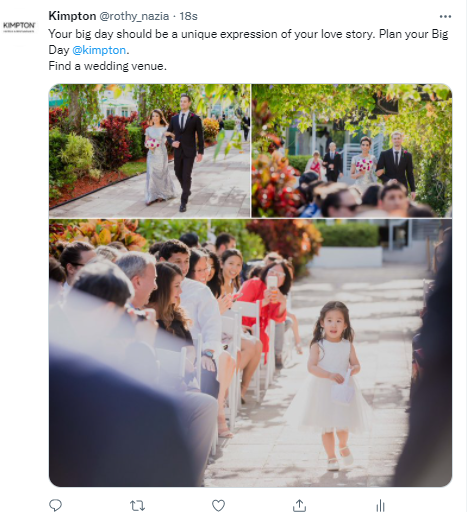 KIMPTON
Kimpton @rothy_nazia · 18s
Your big day should be a unique expression of your love story. Plan your Big
Day @kimpton.
Find a wedding venue.